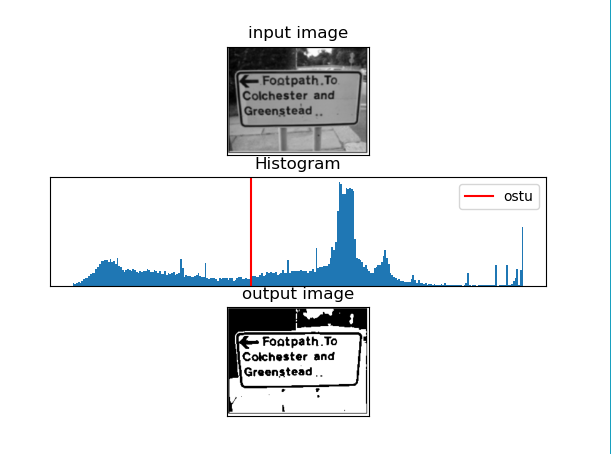 input image
← Footpath To
Colchester and
Greenstead
Histogram
ostu
output image
← Footpath To
Colchester and
Greenstead